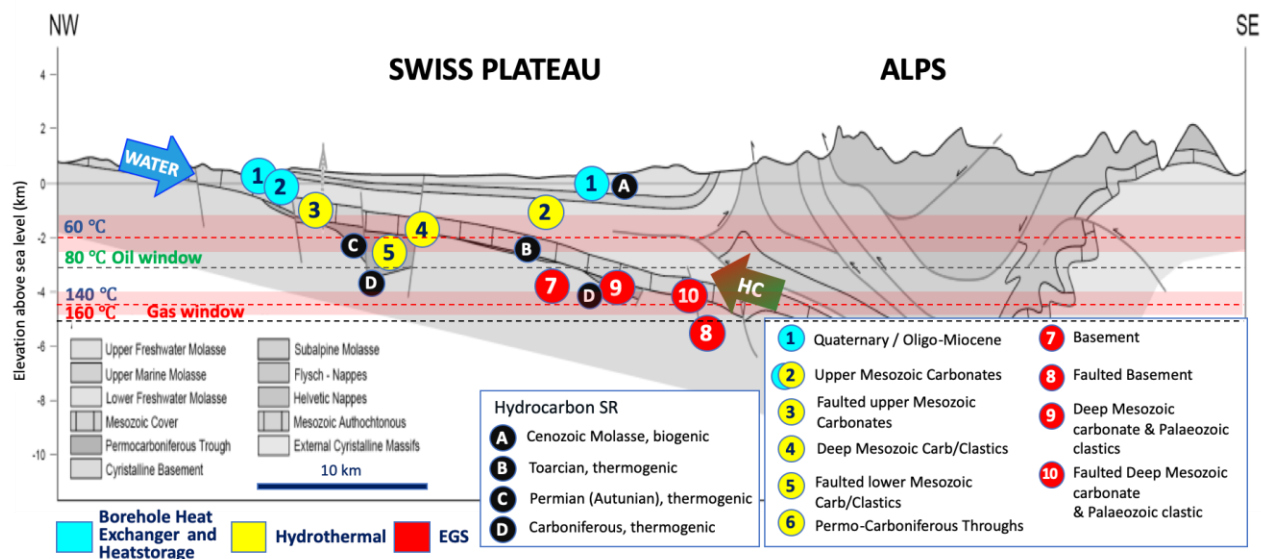 NW
SE
SWISS PLATEAU
ALPS
4
2
0
-2
-4
-6
-8
-10
Elevation above sea level (km)
WATER
1
2
3
4
5
1
A
2
C
B
D
7
D
9
10
8
HC
60 °C
80 °C Oil window
140 °C
160 °C Gas window
Upper Freshwater Molasse
Upper Marine Molasse
Lower Freshwater Molasse
Mesozoic Cover
Permocarboniferous Trough
Cyristalline Basement
Subalpine Molasse
Flysch - Nappes
Helvetic Nappes
Mesozoic Authochtonous
External Cyristalline Massifs
10 km
Hydrocarbon SR
A Cenozoic Molasse, biogenic
B Toarcian, thermogenic
C Permian (Autunian), thermogenic
D Carboniferous, thermogenic
1 Quaternary / Oligo-Miocene
2 Upper Mesozoic Carbonates
3 Faulted upper Mesozoic
Carbonates
4 Deep Mesozoic Carb/Clastics
5 Faulted lower Mesozoic
Carb/Clastics
6 Permo-Carboniferous Throughs
7 Basement
8 Faulted Basement
9 Deep Mesozoic
carbonate & Palaeozoic
clastics
10 Faulted Deep Mesozoic
carbonate
& Palaeozoic clastic
Borehole Heat
Exchanger and
Heatstorage
Hydrothermal
EGS